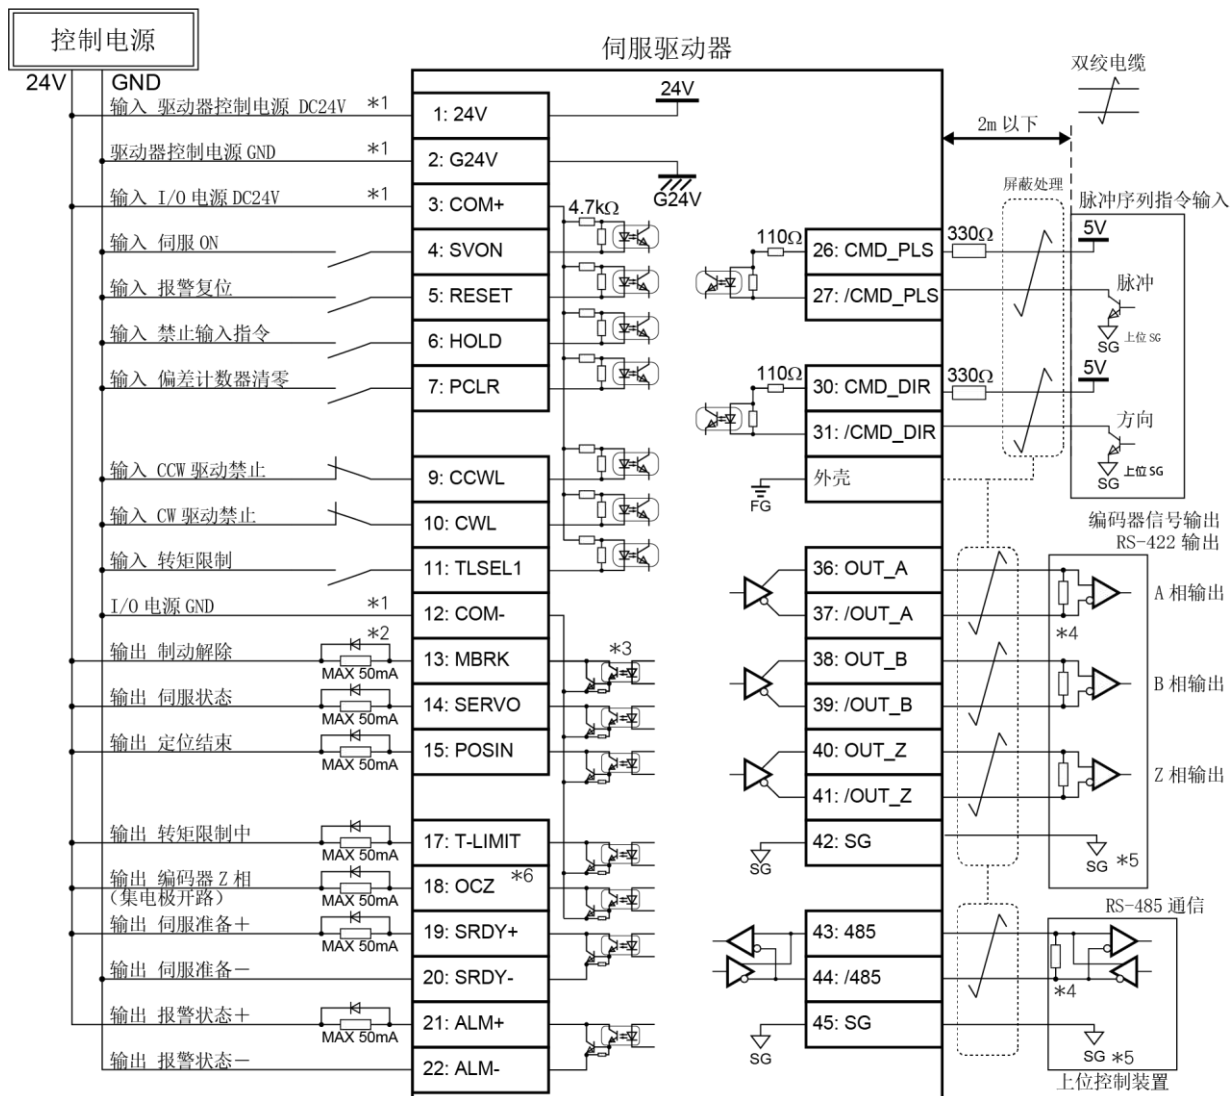 控制电源
24V GND
伺服驱动器
输入 驱动器控制电源 DC24V *1
1: 24V
24V
驱动器控制电源 GND *1
2: G24V
G24V
输入 I/O 电源 DC24V *1
3: COM+
4.7kΩ
输入 伺服 ON
4: SVON
输入 报警复位
5: RESET
输入 禁止输入指令
6: HOLD
输入 偏差计数器清零
7: PCLR
输入 CCW 驱动禁止
9: CCWL
输入 CW 驱动禁止
10: CWL
输入 转矩限制
11: TLSEL1
I/O 电源 GND *1
12: COM-
输出 制动解除
*2
MAX 50mA
13: MBRK
*3
输出 伺服状态
MAX 50mA
14: SERVO
输出 定位结束
MAX 50mA
15: POSIN
输出 转矩限制中
MAX 50mA
17: T-LIMIT
输出 编码器 Z 相
(集电极开路)
MAX 50mA
18: OCZ *6
输出 伺服准备＋
MAX 50mA
19: SRDY+
输出 伺服准备－
20: SRDY-
输出 报警状态＋
MAX 50mA
21: ALM+
输出 报警状态－
22: ALM-
双绞电缆
2m 以下
屏蔽处理
脉冲序列指令输入
110Ω
26: CMD_PLS
330Ω
5V
27: /CMD_PLS
脉冲
SG 上位 SG
110Ω
30: CMD_DIR
330Ω
5V
31: /CMD_DIR
方向
SG 上位 SG
外壳
FG
编码器信号输出
RS-422 输出
36: OUT_A
37: /OUT_A
A 相输出
*4
38: OUT_B
39: /OUT_B
B 相输出
40: OUT_Z
41: /OUT_Z
Z 相输出
42: SG
SG
SG *5
RS-485 通信
43: 485
44: /485
*4
45: SG
SG
SG *5
上位控制装置